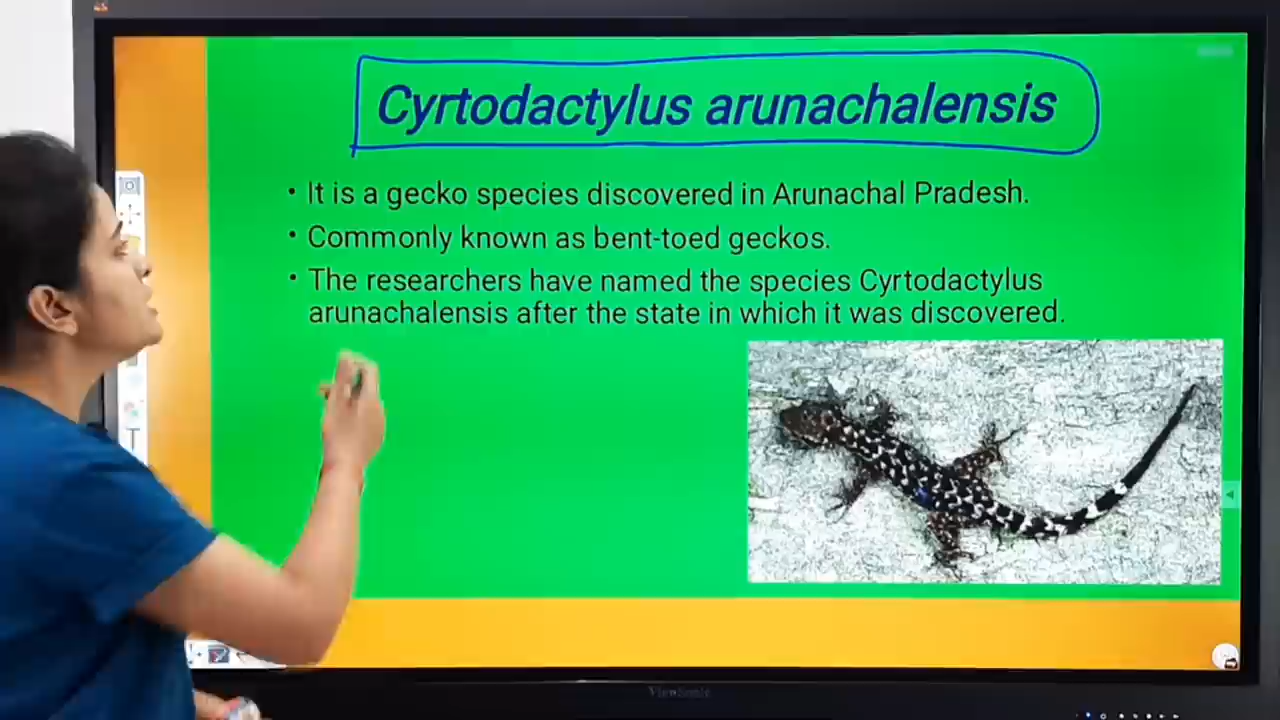 Cyrtodactylus arunachalensis
• It is a gecko species discovered in Arunachal Pradesh.
• Commonly known as bent-toed geckos.
• The researchers have named the species Cyrtodactylus
arunachalensis after the state in which it was discovered.
ViewSonic